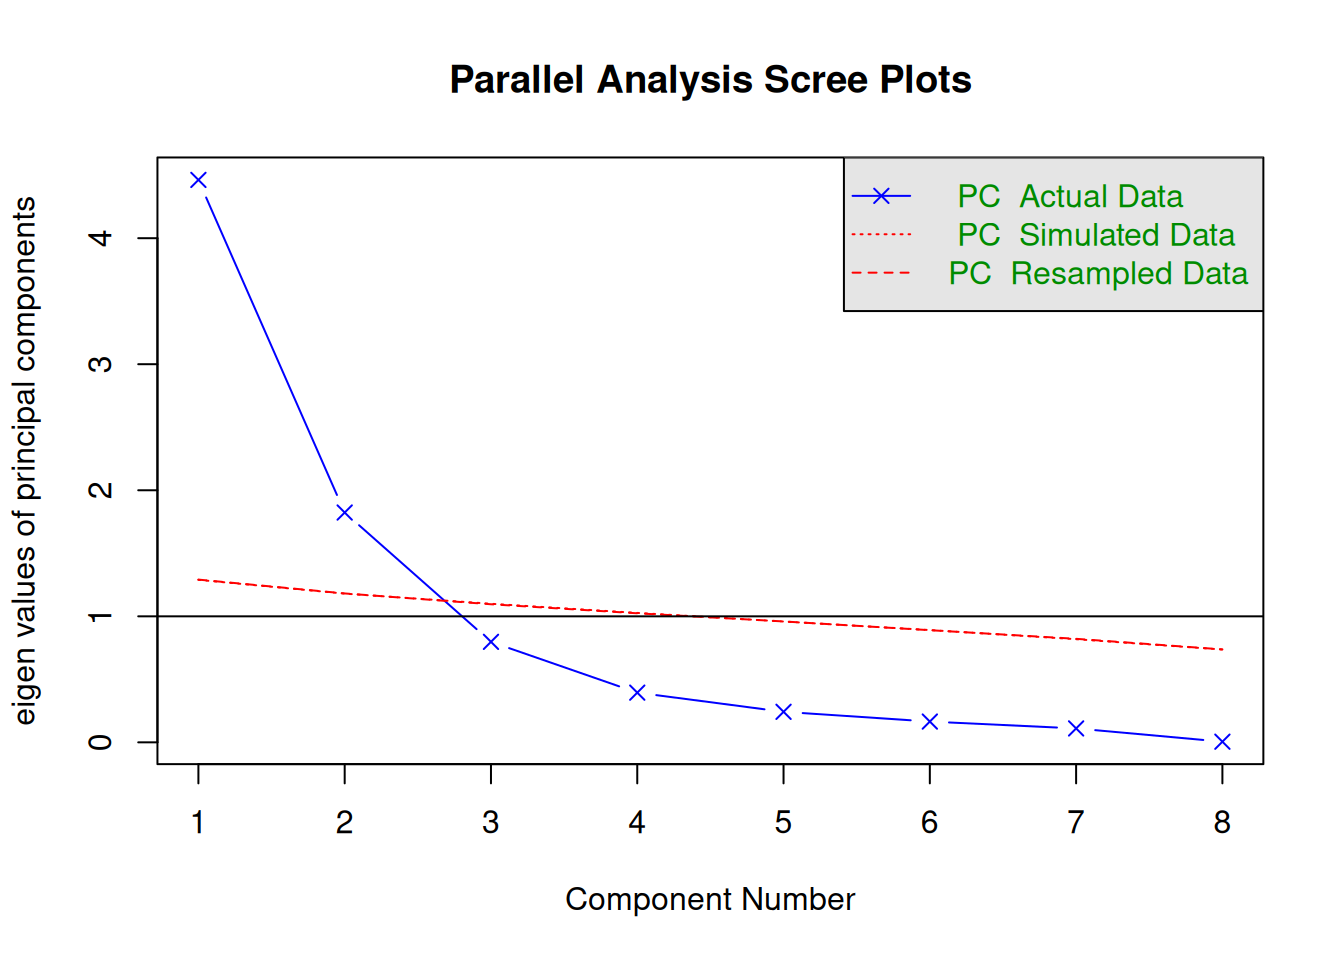 Parallel Analysis Scree Plots
PC Actual Data
PC Simulated Data
PC Resampled Data
eigen values of principal components
4
3
2
1
0
1 2 3 4 5 6 7 8
Component Number